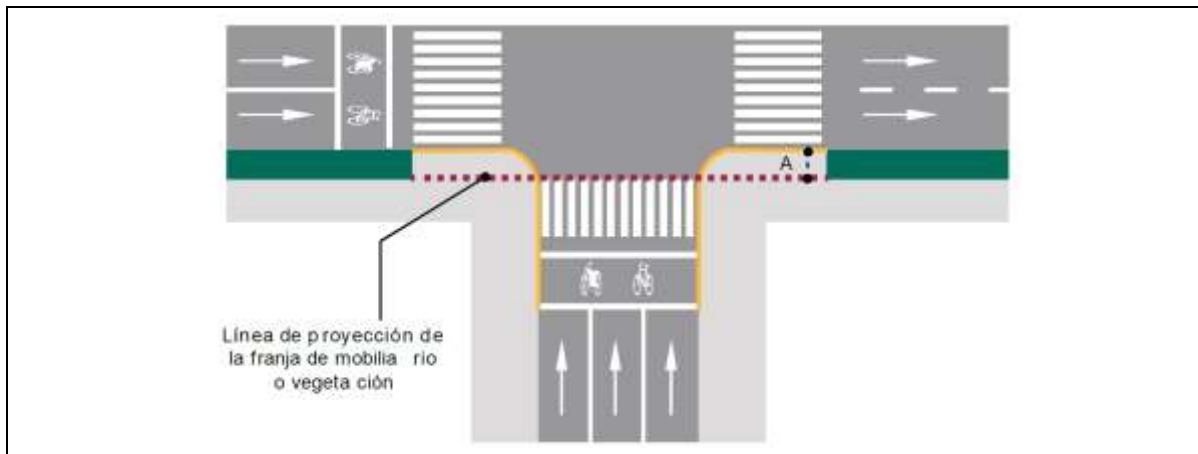 A
Línea de proyección de
la franja de mobilia rio
o vegeta ción